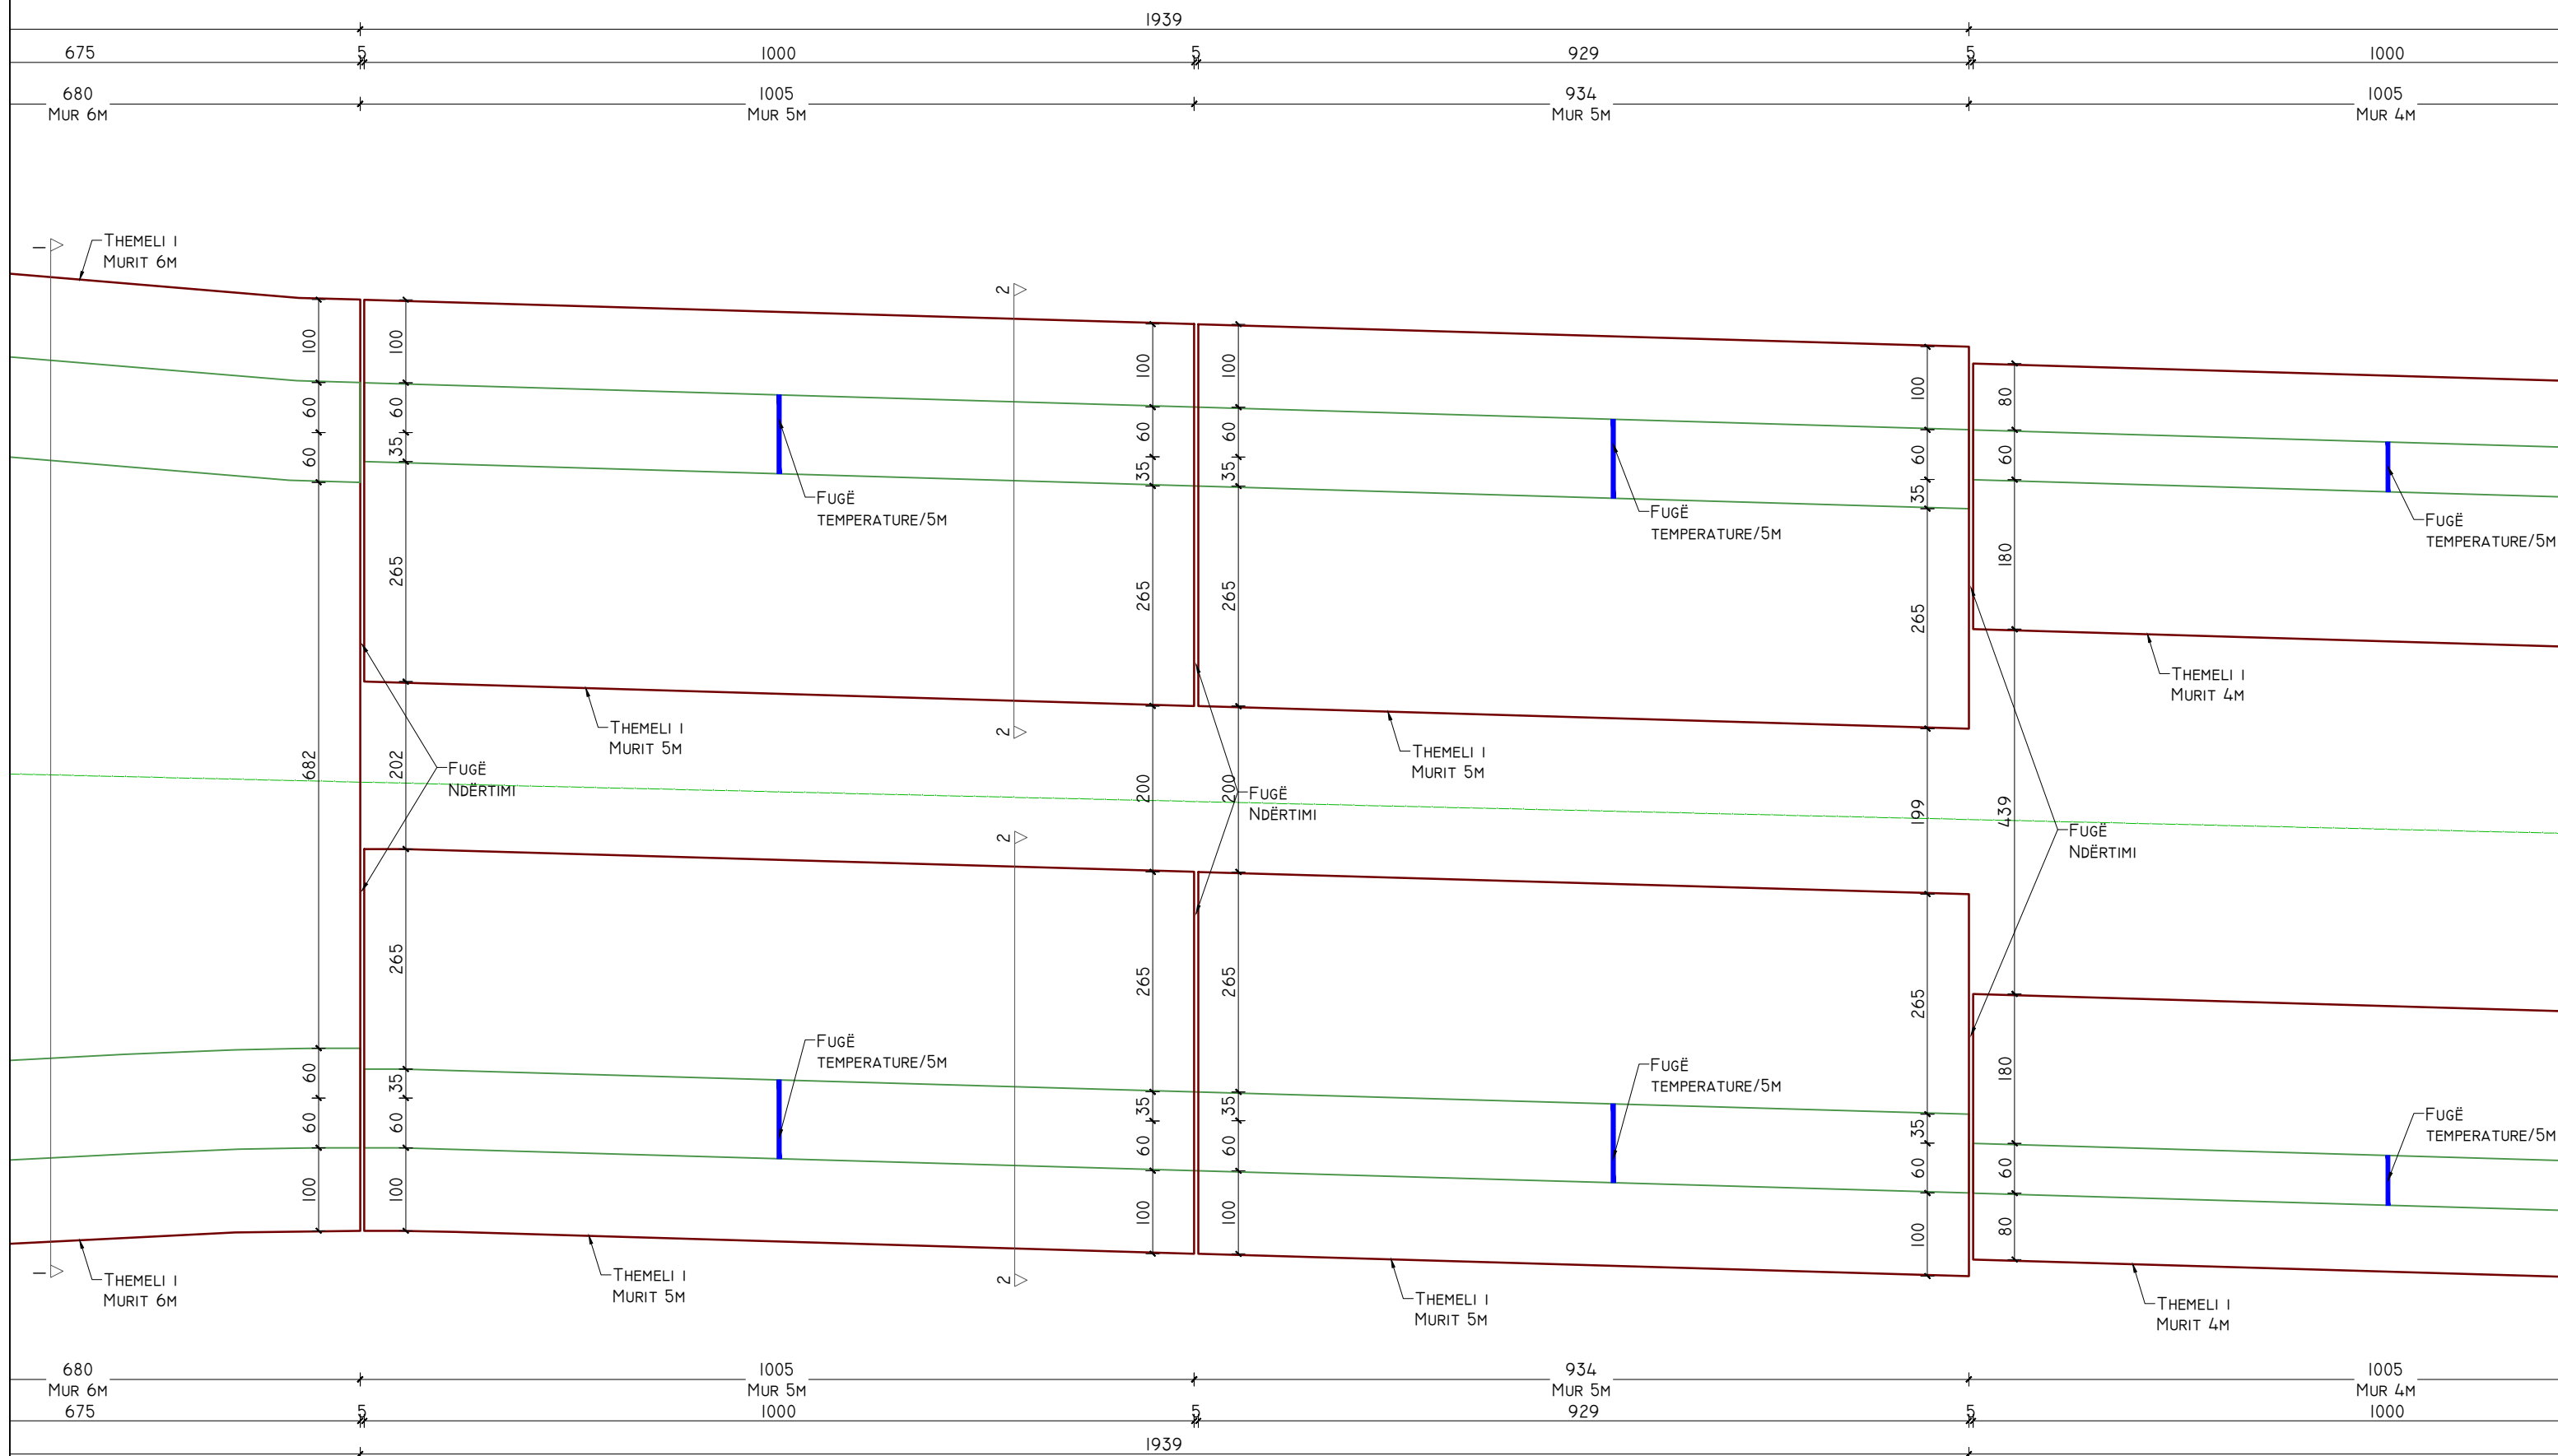 1939
675 5 1000 5 929 5 1000
680 1005 934 1005
MUR 6M MUR 5M MUR 5M MUR 4M
1
THEMELI I
MURIT 6M
2
100 100 100 100 100 80
60 60 60 60 60 60
60 35 35 35 35
FUGË
TEMPERATURE/5M
FUGË
TEMPERATURE/5M
FUGË
TEMPERATURE/5M
265 265 265 265 180
THEMELI I
MURIT 4M
THEMELI I
MURIT 5M
2
THEMELI I
MURIT 5M
682 202 200 200 199 439
FUGË
NDËRTIMI
FUGË
NDËRTIMI
FUGË
NDËRTIMI
2
265 265 265 265 180
FUGË
TEMPERATURE/5M
FUGË
TEMPERATURE/5M
FUGË
TEMPERATURE/5M
60 35 35 35 35
60 60 60 60 60 60
100 100 100 100 100 80
1
THEMELI I
MURIT 6M
THEMELI I
MURIT 5M
2
THEMELI I
MURIT 5M
THEMELI I
MURIT 4M
680 1005 934 1005
MUR 6M MUR 5M MUR 5M MUR 4M
675 5 1000 5 929 5 1000
1939